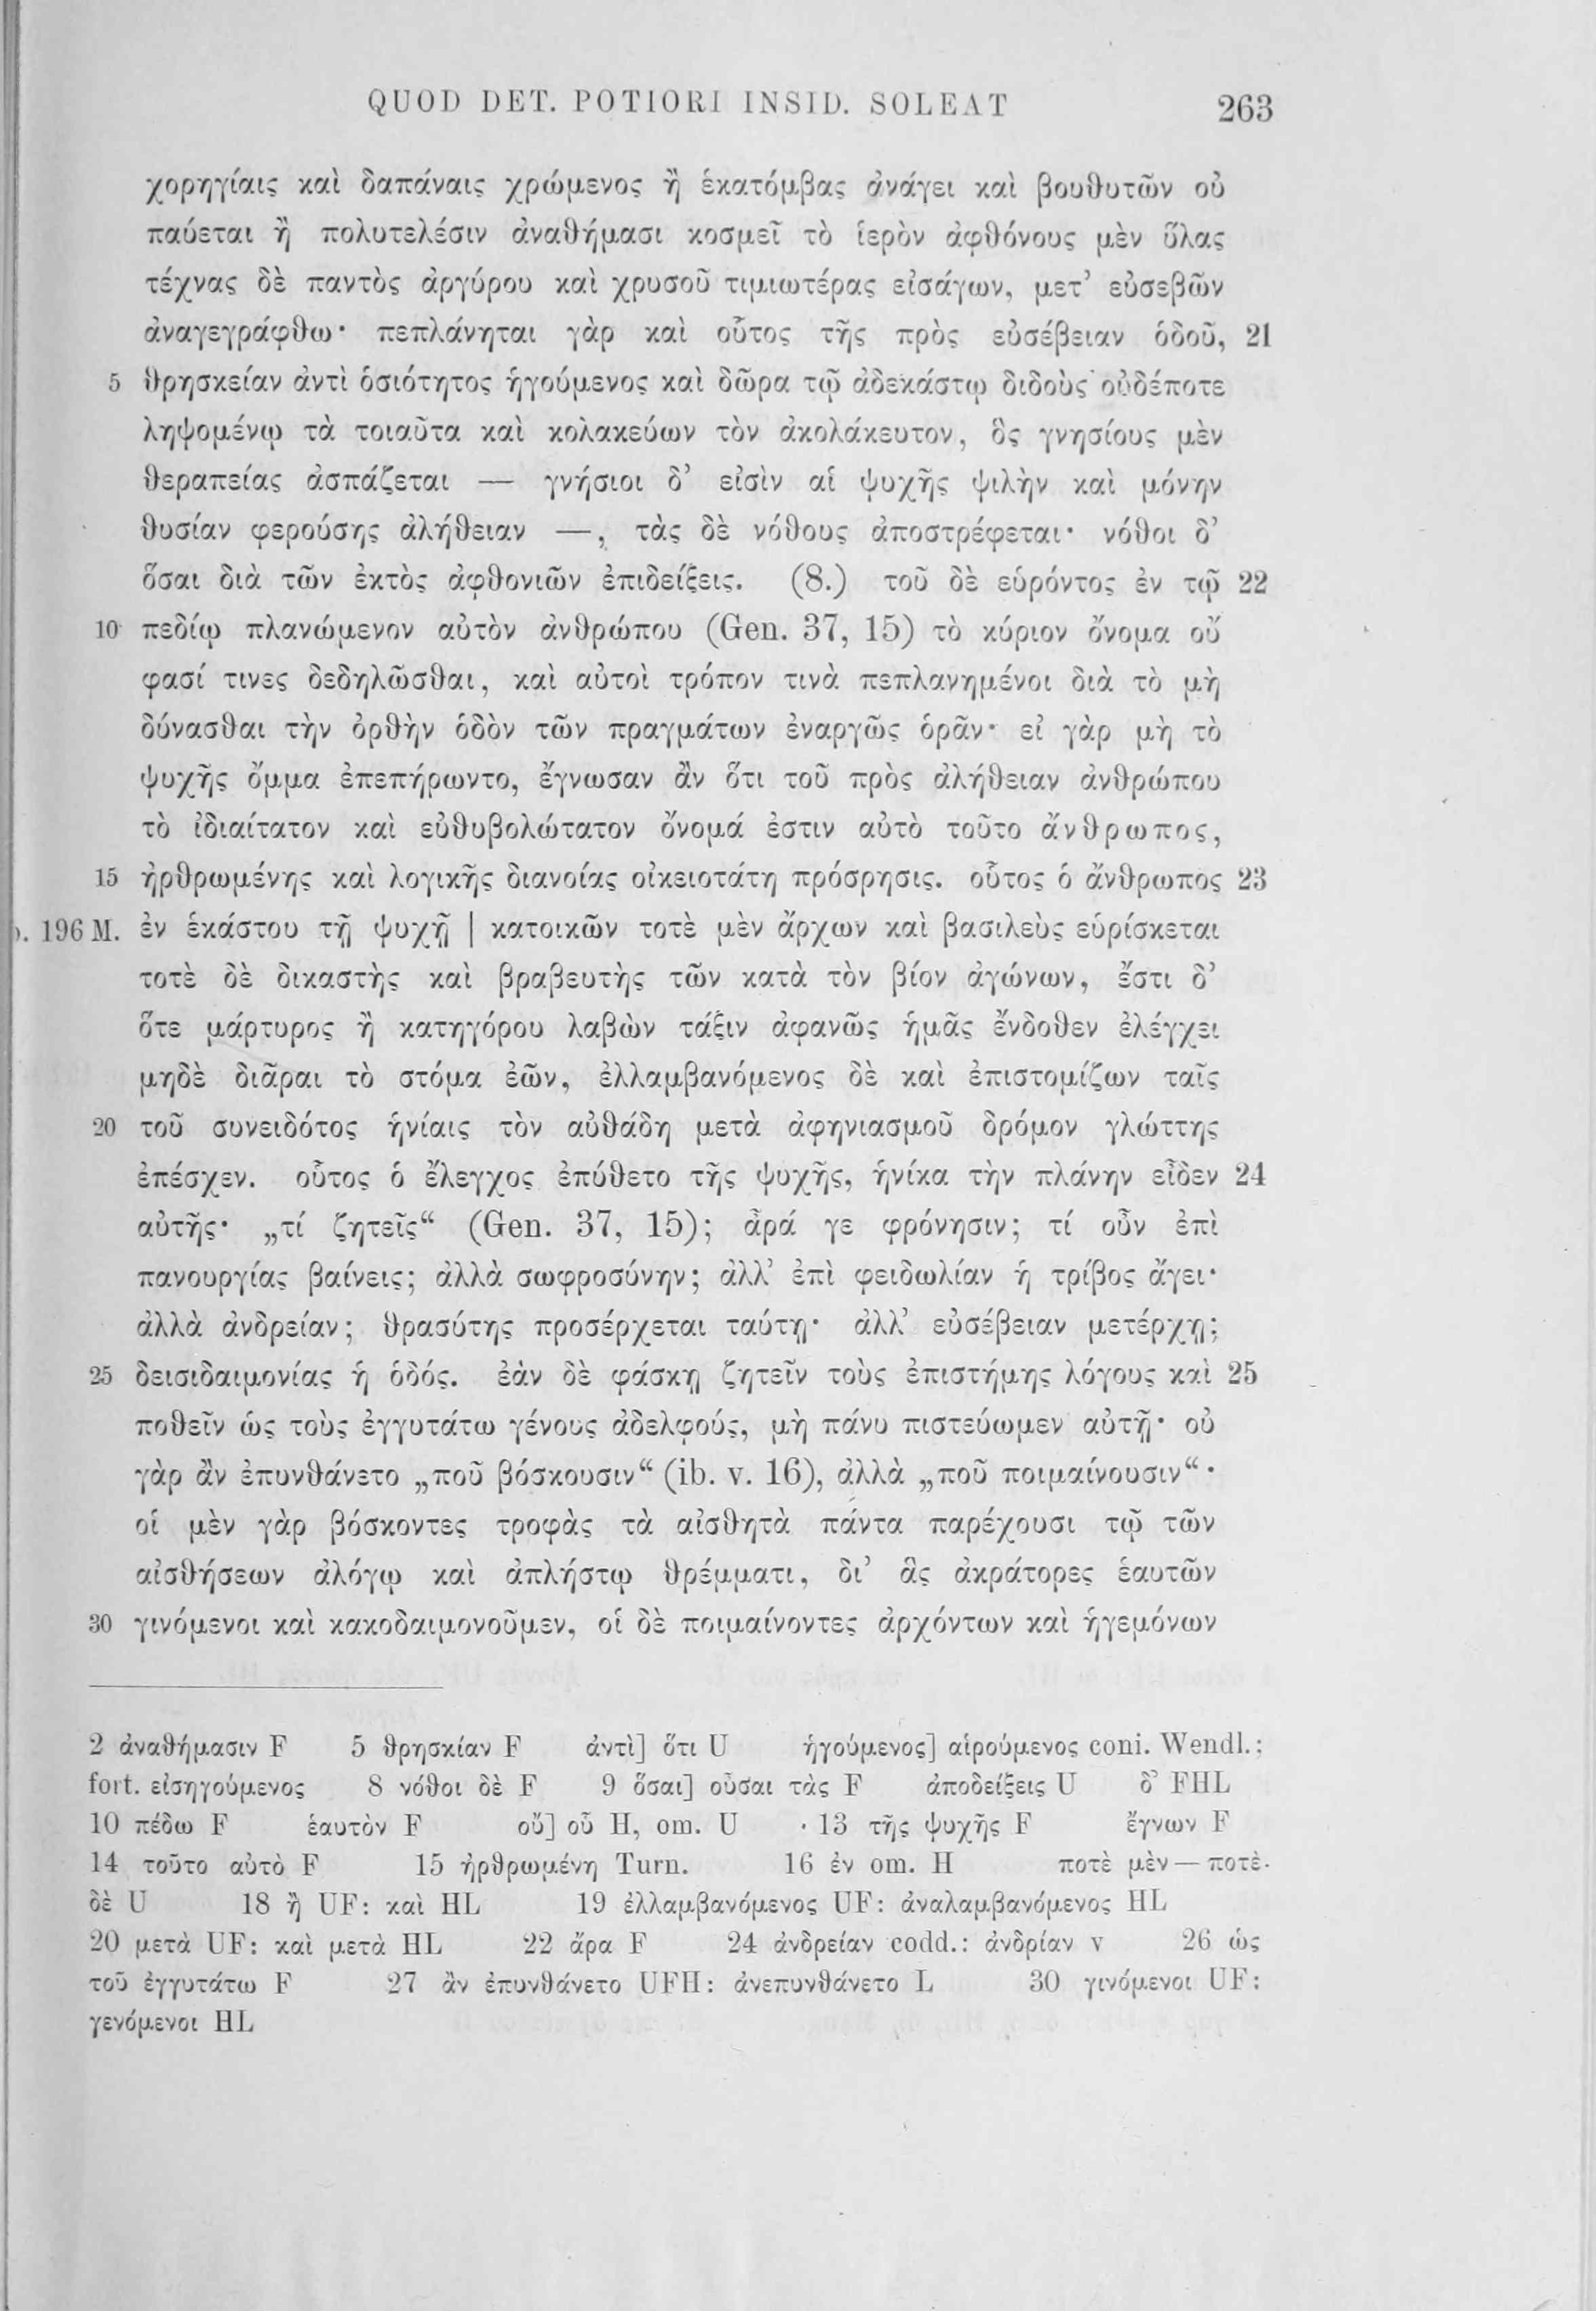 QUOD DET. POTIORI INSID. SOLEAT 263
χορηγίαις καὶ δαπάναις χρώμενος ἢ ἑκατόμβας ἀνάγει καὶ βουθυτῶν οὐ
παύεται ἢ πολυτελέσιν ἀναθήμασι κοσμεῖ τὸ ἱερὸν ἀφθόνους μὲν ὕλας
τέχνας δὲ παντὸς ἀργύρου καὶ χρυσοῦ τιμιωτέρας εἰσάγων, μετ’ εὐσεβῶν
ἀναγεγράφθω· πεπλάνηται γὰρ καὶ οὗτος τῆς πρὸς εὐσέβειαν ὁδοῦ, 21
5 θρησκείαν ἀντὶ ὁσιότητος ἡγούμενος καὶ δῶρα τῷ ἀδεκάστῳ διδοὺς οὐδέποτε
ληψομένῳ τὰ τοιαῦτα καὶ κολακεύων τὸν ἀκολάκευτον, ὃς γνησίους μὲν
θεραπείας ἀσπάζεται — γνήσιοι δ’ εἰσὶν αἱ ψυχῆς ψιλὴν καὶ μόνην
θυσίαν φερούσης ἀλήθειαν —, τὰς δὲ νόθους ἀποστρέφεται· νόθοι δ’
ὅσαι διὰ τῶν ἐκτὸς ἀφθονιῶν ἐπιδείξεις. (8.) τοῦ δὲ εὑρόντος ἐν τῷ 22
10 πεδίῳ πλανώμενον αὐτὸν ἀνθρώπου (Gen. 37, 15) τὸ κύριον ὄνομα οὔ
φασί τινες δεδηλῶσθαι, καὶ αὐτοὶ τρόπον τινὰ πεπλανημένοι διὰ τὸ μὴ
δύνασθαι τὴν ὀρθὴν ὁδὸν τῶν πραγμάτων ἐναργῶς ὁρᾶν· εἰ γὰρ μὴ τὸ
ψυχῆς ὄμμα ἐπεπήρωντο, ἔγνωσαν ἂν ὅτι τοῦ πρὸς ἀλήθειαν ἀνθρώπου
τὸ ἰδιαίτατον καὶ εὐθυβολώτατον ὄνομά ἐστιν αὐτὸ τοῦτο ἄνθρωπος,
15 ἠρθρωμένης καὶ λογικῆς διανοίας οἰκειοτάτη πρόσρησις. οὗτος ὁ ἄνθρωπος 23
p. 196 M. ἐν ἑκάστου τῇ ψυχῇ | κατοικῶν τοτὲ μὲν ἄρχων καὶ βασιλεὺς εὑρίσκεται
τοτὲ δὲ δικαστὴς καὶ βραβευτὴς τῶν κατὰ τὸν βίον ἀγώνων, ἔστι δ’
ὅτε μάρτυρος ἢ κατηγόρου λαβὼν τάξιν ἀφανῶς ἡμᾶς ἔνδοθεν ἐλέγχει
μηδὲ διᾶραι τὸ στόμα ἐῶν, ἐλλαμβανόμενος δὲ καὶ ἐπιστομίζων ταῖς
20 τοῦ συνειδότος ἡνίαις τὸν αὐθάδη μετὰ ἀφηνιασμοῦ δρόμον γλώττης
ἐπέσχεν. οὗτος ὁ ἔλεγχος ἐπύθετο τῆς ψυχῆς, ἡνίκα τὴν πλάνην εἶδεν 24
αὐτῆς· „τί ζητεῖς“ (Gen. 37, 15); ἆρά γε φρόνησιν; τί οὖν ἐπὶ
πανουργίας βαίνεις; ἀλλὰ σωφροσύνην; ἀλλ’ ἐπὶ φειδωλίαν ἡ τρίβος ἄγει·
ἀλλὰ ἀνδρείαν; θρασύτης προσέρχεται ταύτῃ· ἀλλ’ εὐσέβειαν μετέρχῃ;
25 δεισιδαιμονίας ἡ ὁδός. ἐὰν δὲ φάσκῃ ζητεῖν τοὺς ἐπιστήμης λόγους καὶ 25
ποθεῖν ὡς τοὺς ἐγγυτάτω γένους ἀδελφούς, μὴ πάνυ πιστεύωμεν αὐτῇ· οὐ
γὰρ ἂν ἐπυνθάνετο „ποῦ βόσκουσιν“ (ib. v. 16), ἀλλὰ „ποῦ ποιμαίνουσιν“·
οἱ μὲν γὰρ βόσκοντες τροφὰς τὰ αἰσθητὰ πάντα παρέχουσι τῷ τῶν
αἰσθήσεων ἀλόγῳ καὶ ἀπλήστῳ θρέμματι, δι’ ἃς ἀκράτορες ἑαυτῶν
30 γινόμενοι καὶ κακοδαιμονοῦμεν, οἱ δὲ ποιμαίνοντες ἀρχόντων καὶ ἡγεμόνων
2 ἀναθήμασιν F 5 θρησκίαν F ἀντὶ] ὅτι U ἡγούμενος] αἱρούμενος coni. Wendl.;
fort. εἰσηγούμενος 8 νόθοι δὲ F 9 ὅσαι] οὖσαι τὰς F ἀποδείξεις U δ’ FHL
10 πέδω F ἑαυτὸν F οὔ] οὗ H, om. U 13 τῆς ψυχῆς F ἔγνων F
14 τοῦτο αὐτὸ F 15 ἠρθρωμένη Turn. 16 ἐν om. H ποτὲ μὲν — ποτὲ
δὲ U 18 ἢ UF: καὶ HL 19 ἐλλαμβανόμενος UF: ἀναλαμβανόμενος HL
20 μετὰ UF: καὶ μετὰ HL 22 ἄρα F 24 ἀνδρείαν codd.: ἀνδρίαν v 26 ὡς
τοῦ ἐγγυτάτω F 27 ἂν ἐπυνθάνετο UFH: ἀνεπυνθάνετο L 30 γινόμενοι UF:
γενόμενοι HL